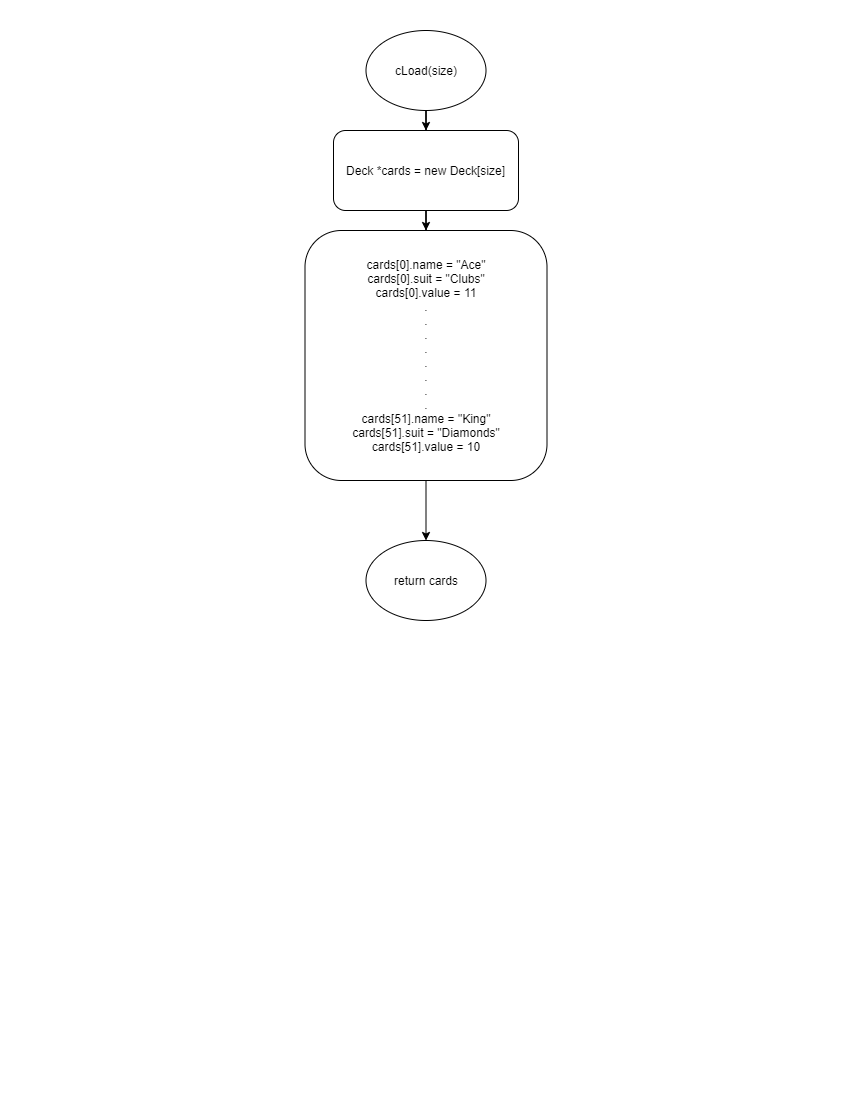 cLoad(size)
Deck *cards = new Deck[size]
cards[0].name = "Ace"
cards[0].suit = "Clubs"
cards[0].value = 11
.
.
.
.
.
.
.
.
cards[51].name = "King"
cards[51].suit = "Diamonds"
cards[51].value = 10
return cards